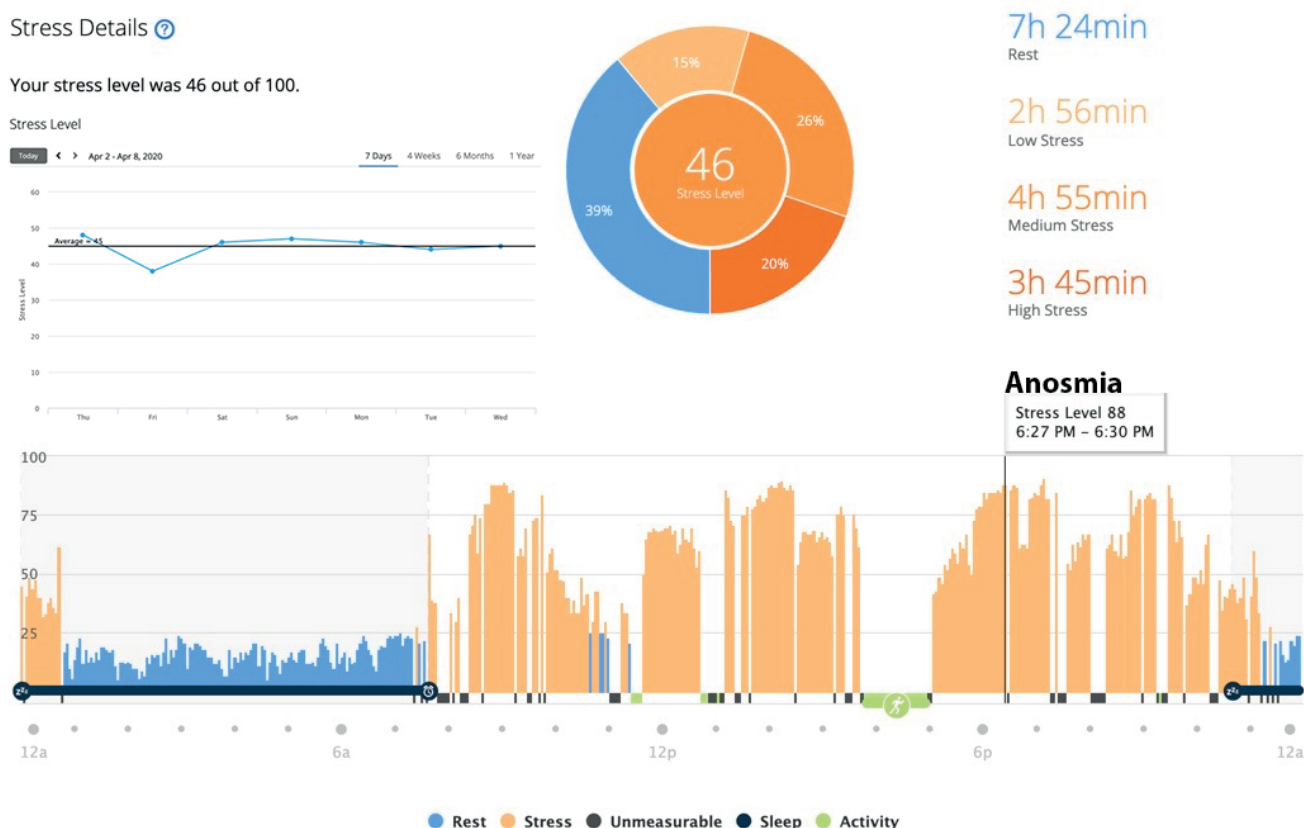 Stress Details ?
Your stress level was 46 out of 100.
Stress Level
Today < > Apr 2 - Apr 8, 2020 7 Days 4 Weeks 6 Months 1 Year
60
50
Average = 45
40
30
20
10
0
Stress Level
Thu Fri Sat Sun Mon Tue Wed
15%
26%
39%
20%
46
Stress Level
7h 24min
Rest
2h 56min
Low Stress
4h 55min
Medium Stress
3h 45min
High Stress
Anosmia
Stress Level 88
6:27 PM – 6:30 PM
100
75
50
25
zzz zzz
12a 6a 12p 6p 12a
Rest Stress Unmeasurable Sleep Activity